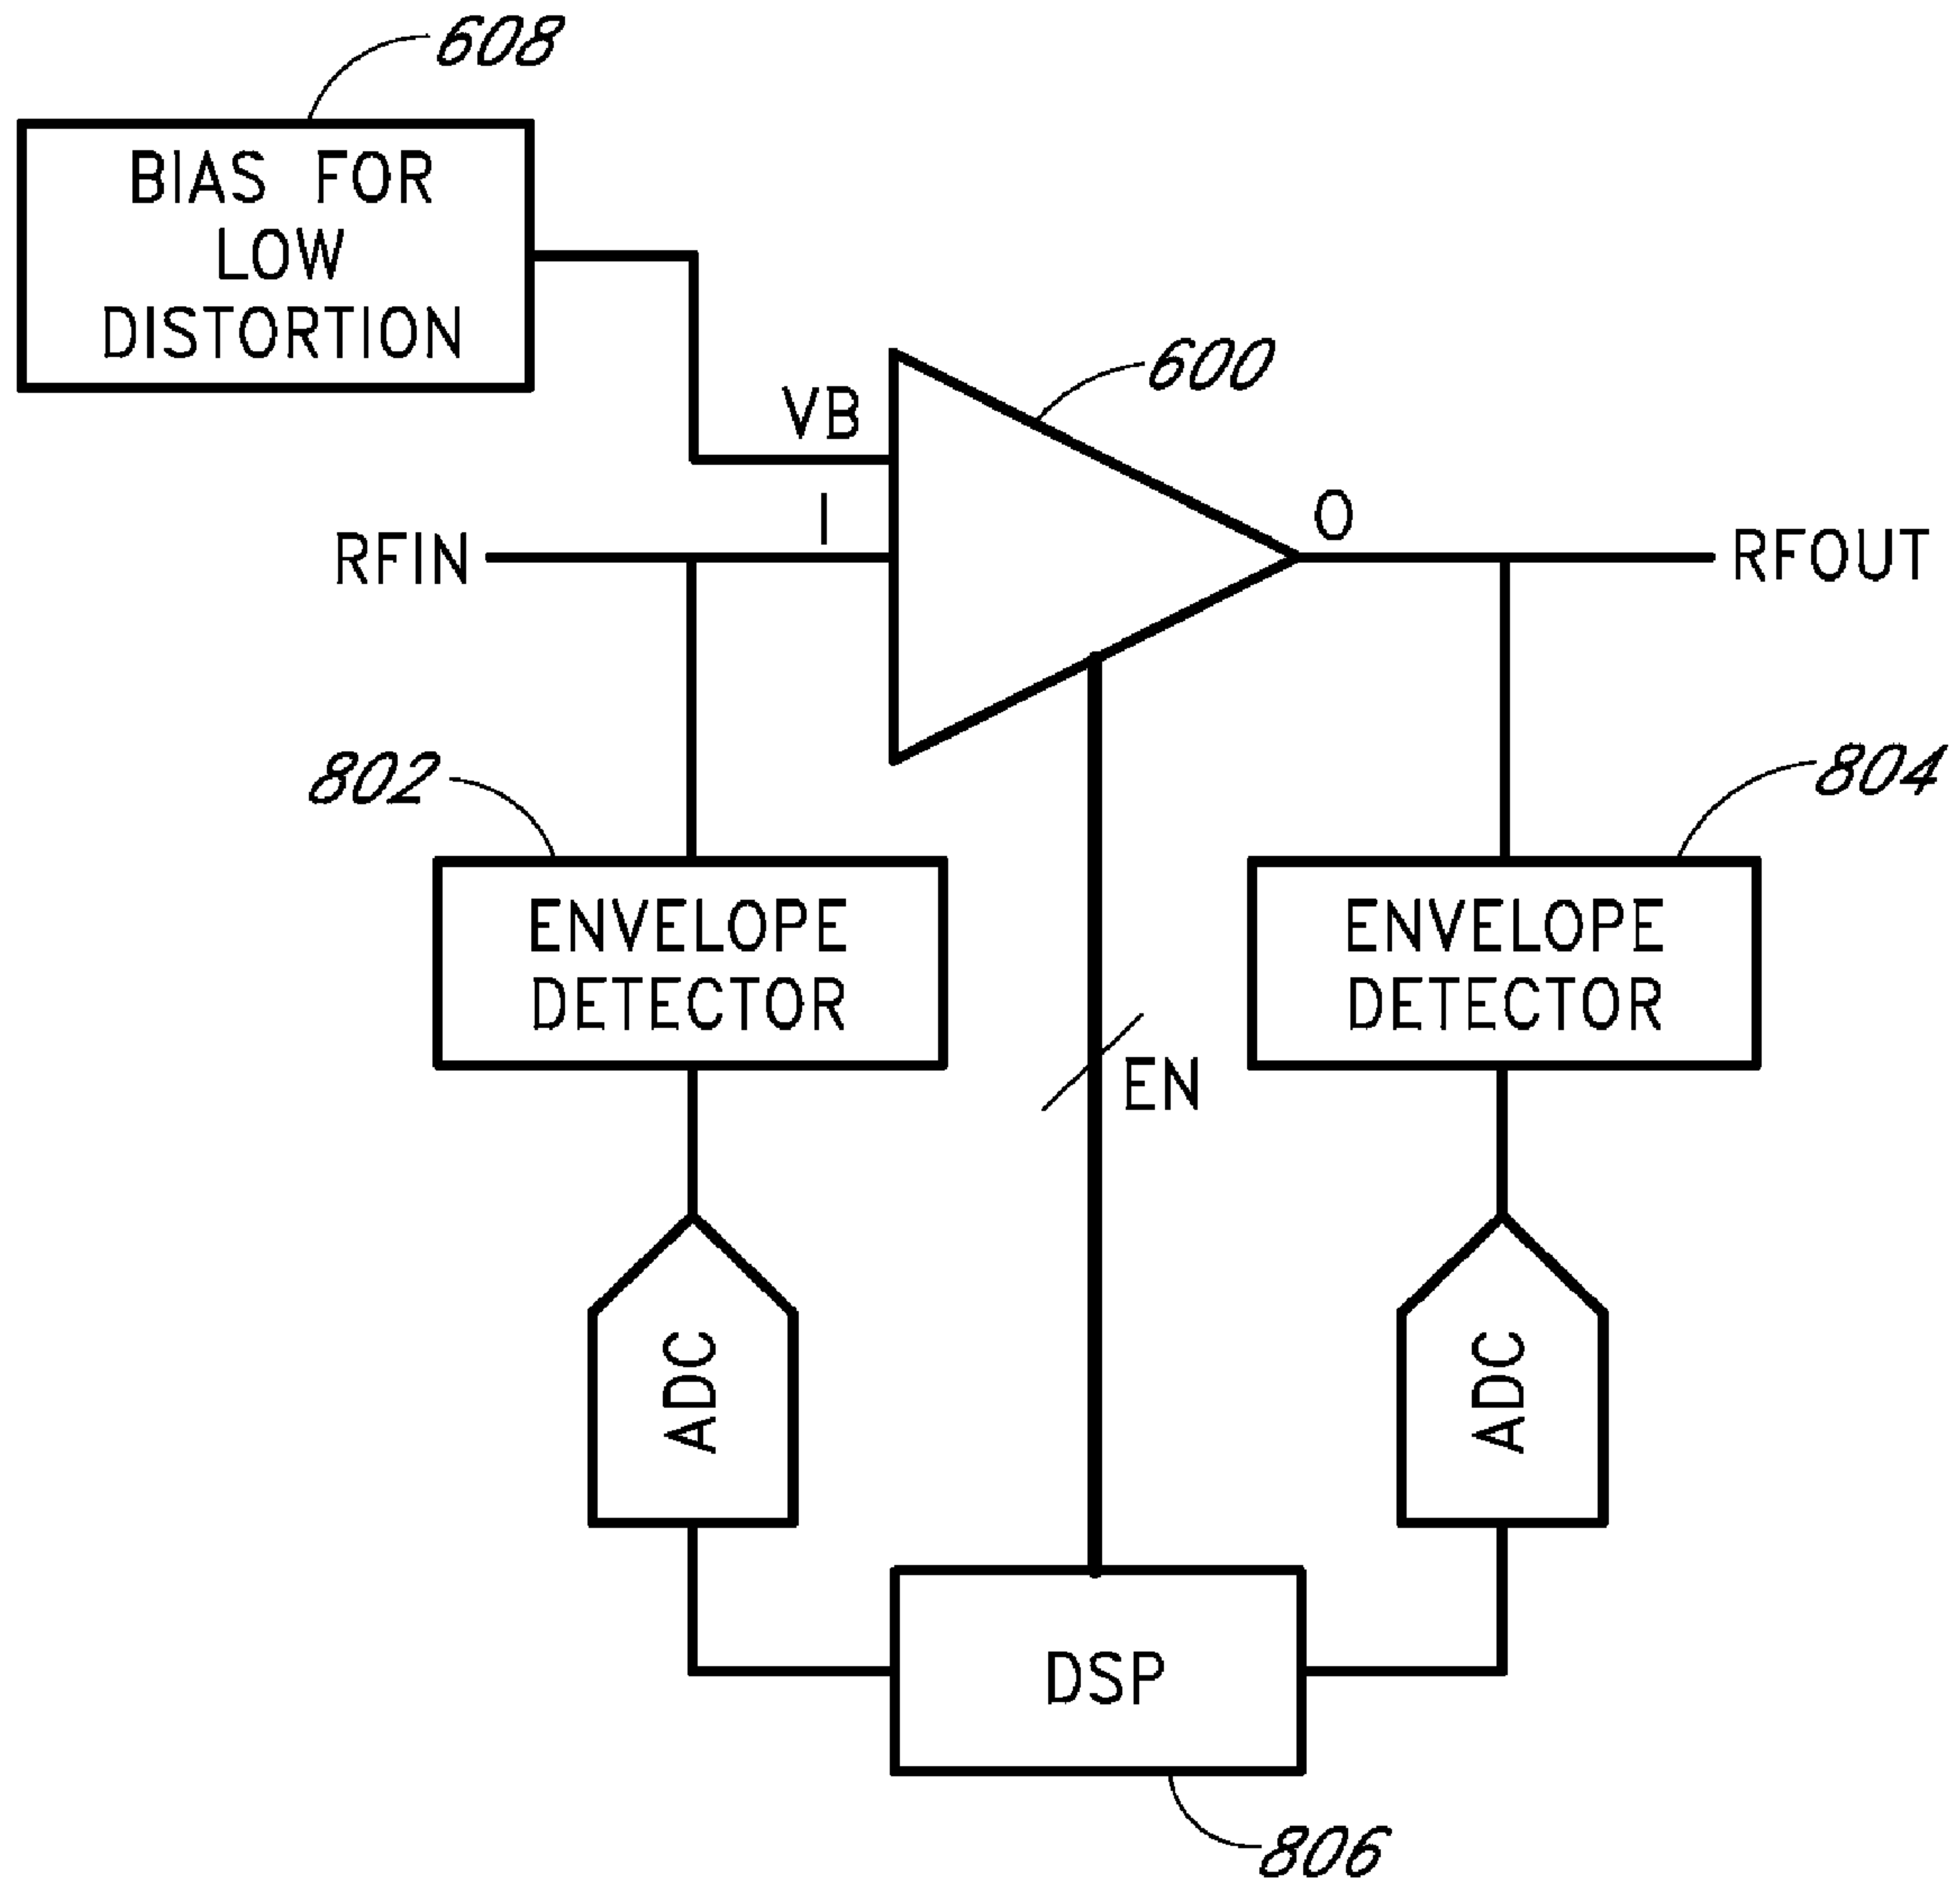 608
BIAS FOR
LOW
DISTORTION
600
VB
I
O
RFIN
RFOUT
802
804
ENVELOPE
DETECTOR
ENVELOPE
DETECTOR
EN
ADC
ADC
DSP
806